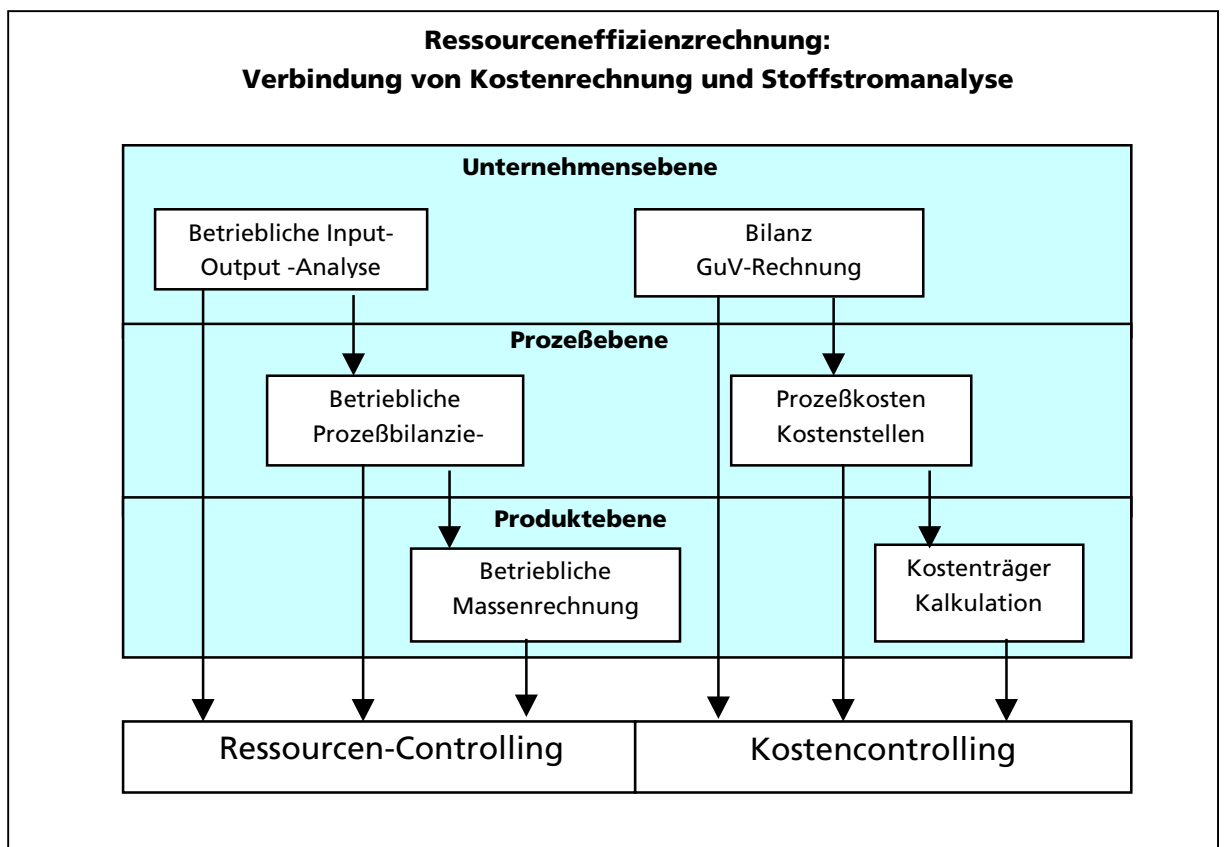 Ressourceneffizienzrechnung:
Verbindung von Kostenrechnung und Stoffstromanalyse
Unternehmensebene
Betriebliche Input-
Output -Analyse
Bilanz
GuV-Rechnung
Prozeßebene
Betriebliche
Prozeßbilanzie-
Prozeßkosten
Kostenstellen
Produktebene
Betriebliche
Massenrechnung
Kostenträger
Kalkulation
Ressourcen-Controlling
Kostencontrolling